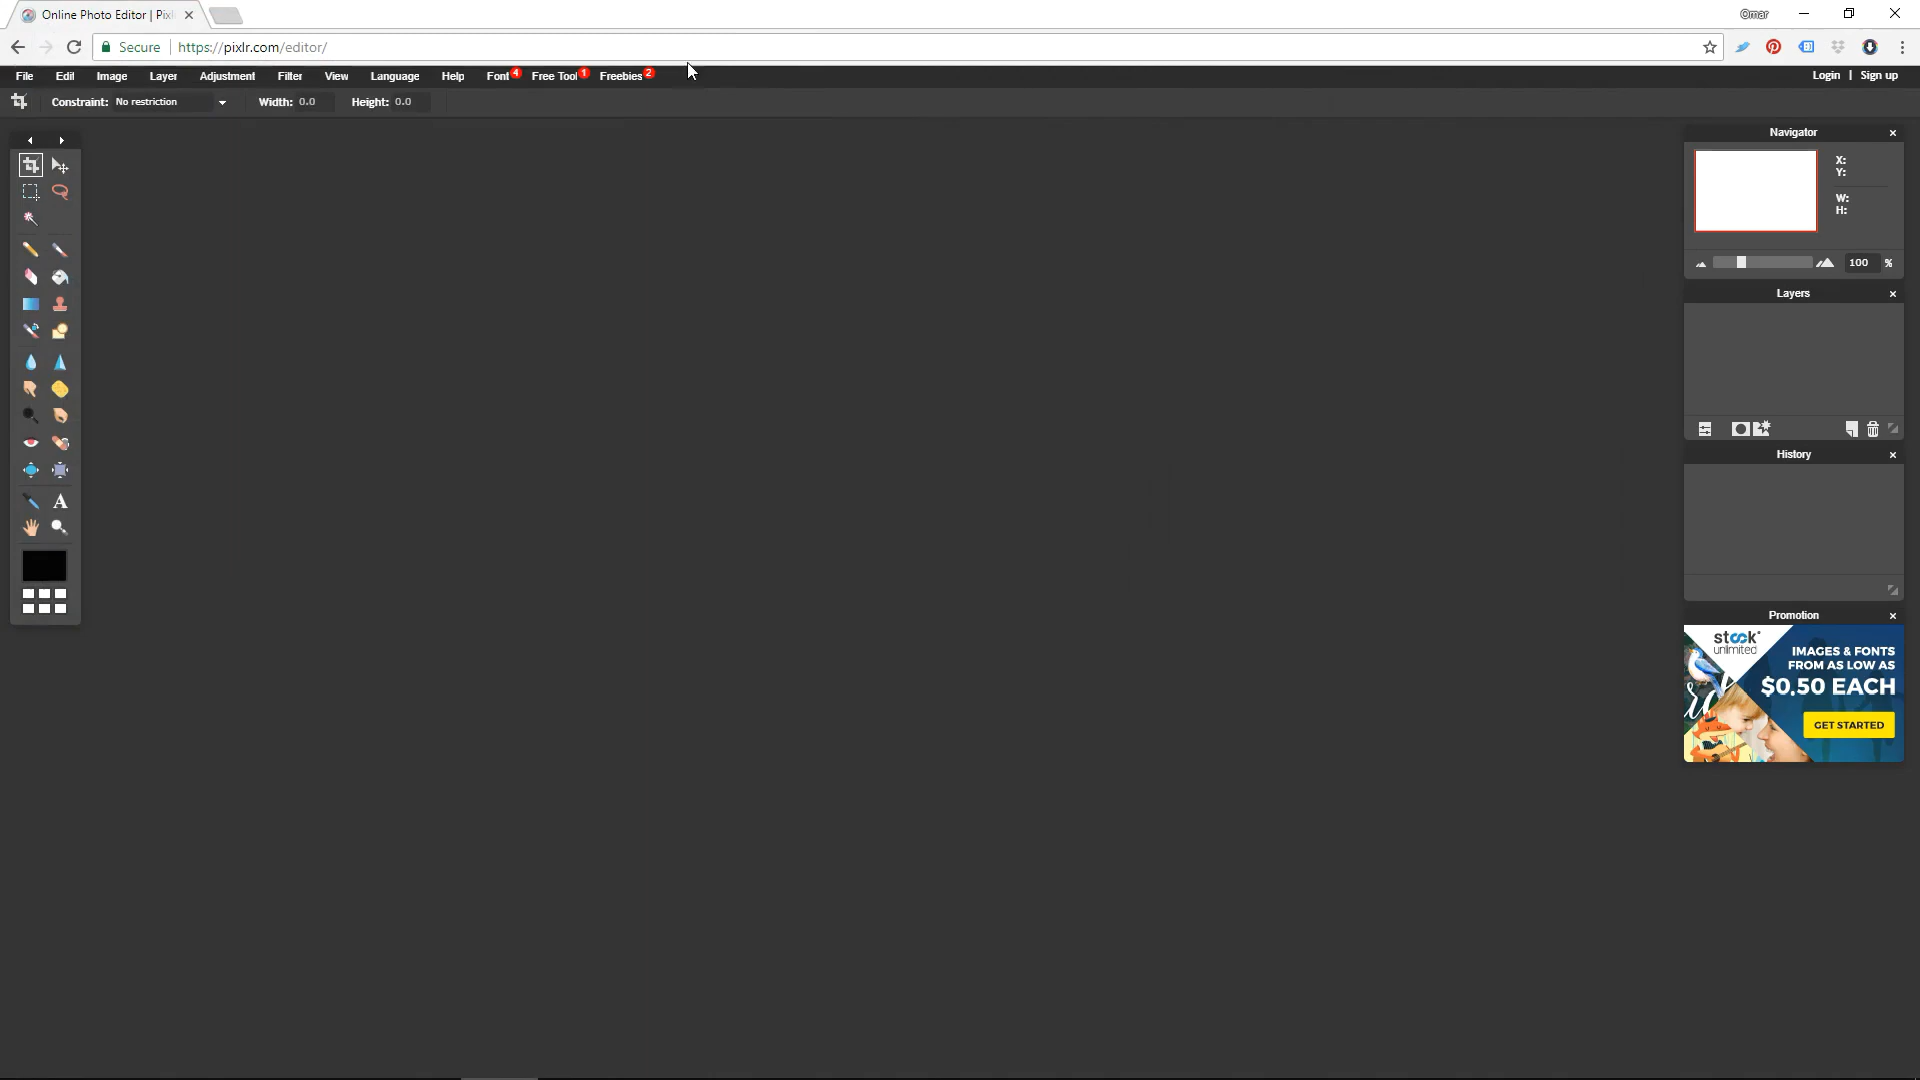 Online Photo Editor | Pixl
Omar
Secure
https://pixlr.com/editor/
File Edit Image Layer Adjustment Filter View Language Help Font 4 Free Tool 1 Freebies 2
Login | Sign up
Constraint: No restriction Width: 0.0 Height: 0.0
Navigator
X:
Y:
W:
H:
100 %
Layers
History
A
Promotion
stock
unlimited
IMAGES & FONTS
FROM AS LOW AS
$0.50 EACH
GET STARTED